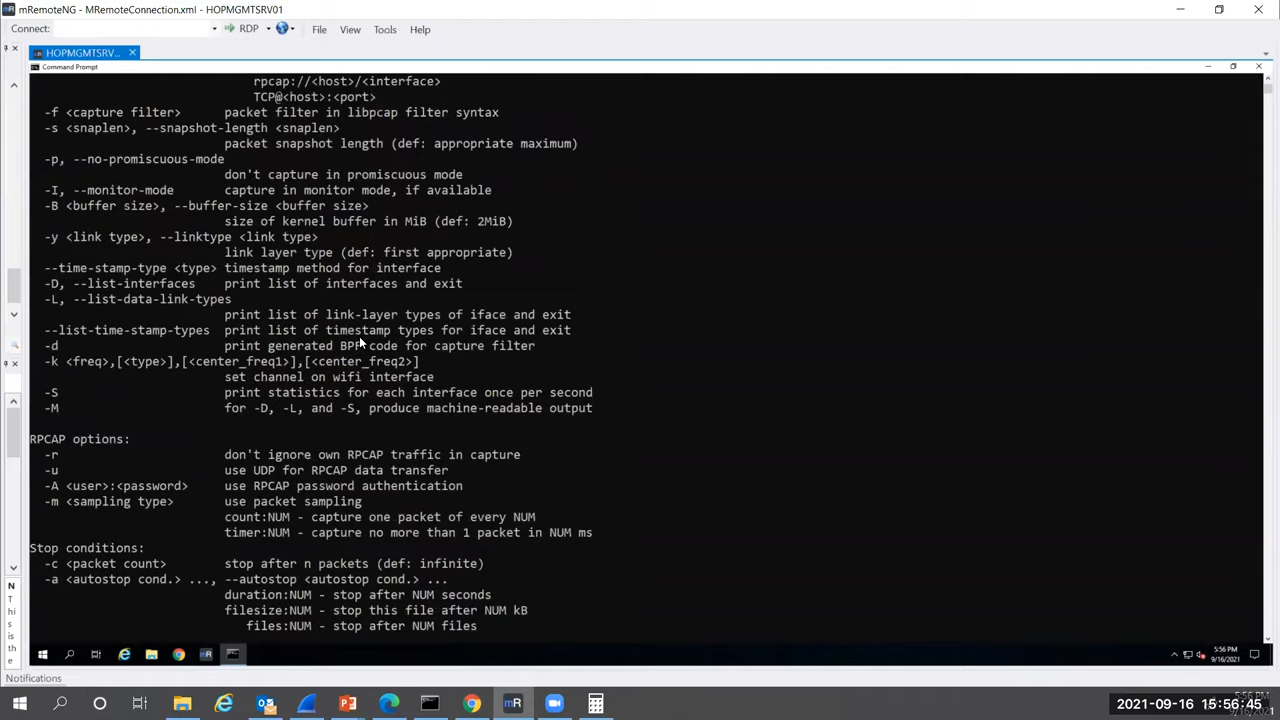 mRemoteNG - MRemoteConnection.xml - HOPMGMTSRV01
Connect: RDP File View Tools Help
HOPMGMTSRV...
Command Prompt
rpcap://<host>/<interface>
TCP@<host>:<port>
-f <capture filter> packet filter in libpcap filter syntax
-s <snaplen>, --snapshot-length <snaplen>
packet snapshot length (def: appropriate maximum)
-p, --no-promiscuous-mode
don't capture in promiscuous mode
-I, --monitor-mode capture in monitor mode, if available
-B <buffer size>, --buffer-size <buffer size>
size of kernel buffer in MiB (def: 2MiB)
-y <link type>, --linktype <link type>
link layer type (def: first appropriate)
--time-stamp-type <type> timestamp method for interface
-D, --list-interfaces print list of interfaces and exit
-L, --list-data-link-types
print list of link-layer types of iface and exit
--list-time-stamp-types print list of timestamp types for iface and exit
-d print generated BPF code for capture filter
-k <freq>,[<type>],[<center_freq1>],[<center_freq2>]
set channel on wifi interface
-S print statistics for each interface once per second
-M for -D, -L, and -S, produce machine-readable output
RPCAP options:
-r don't ignore own RPCAP traffic in capture
-u use UDP for RPCAP data transfer
-A <user>:<password> use RPCAP password authentication
-m <sampling type> use packet sampling
count:NUM - capture one packet of every NUM
timer:NUM - capture no more than 1 packet in NUM ms
Stop conditions:
-c <packet count> stop after n packets (def: infinite)
-a <autostop cond.> ..., --autostop <autostop cond.> ...
duration:NUM - stop after NUM seconds
filesize:NUM - stop this file after NUM kB
files:NUM - stop after NUM files
N
T
hi
s
is
th
e
5:56 PM
9/16/2021
Notifications
2021-09-16 15:56:45